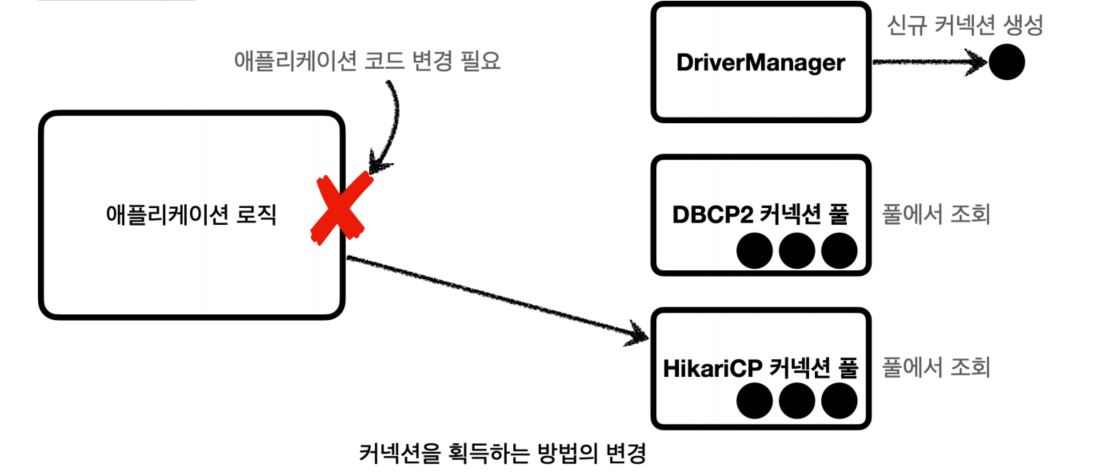 신규 커넥션 생성
애플리케이션 코드 변경 필요
DriverManager
애플리케이션 로직
DBCP2 커넥션 풀
풀에서 조회
HikariCP 커넥션 풀
풀에서 조회
커넥션을 획득하는 방법의 변경